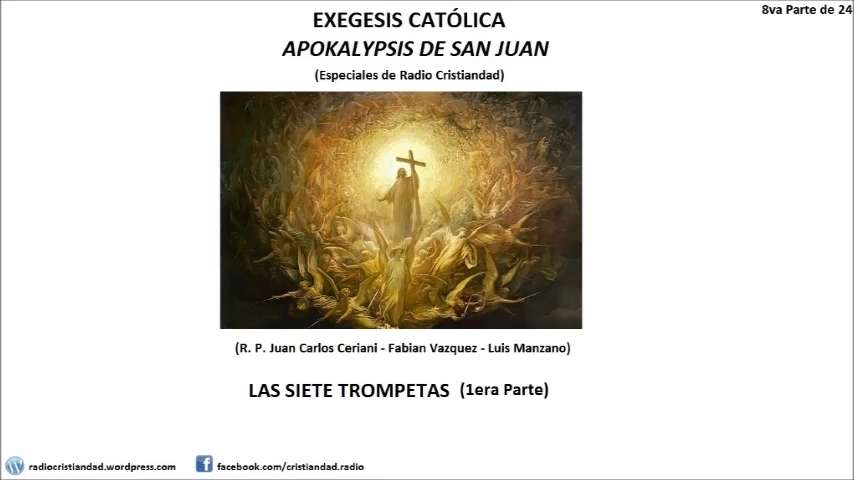 8va Parte de 24
EXEGESIS CATÓLICA
APOKALYPSIS DE SAN JUAN
(Especiales de Radio Cristiandad)
(R. P. Juan Carlos Ceriani - Fabian Vazquez - Luis Manzano)
LAS SIETE TROMPETAS (1era Parte)
radiocristiandad.wordpress.com
facebook.com/cristiandad.radio